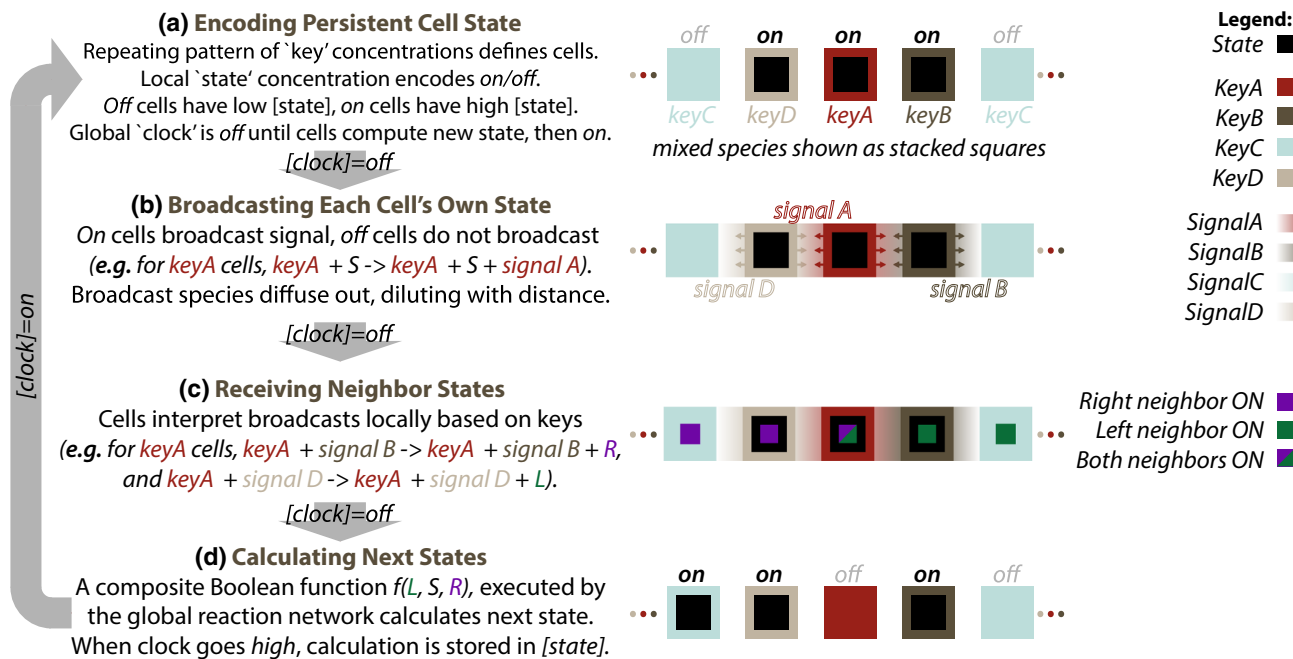 (a) Encoding Persistent Cell State
Repeating pattern of `key' concentrations defines cells.
Local `state' concentration encodes on/off.
Off cells have low [state], on cells have high [state].
Global `clock' is off until cells compute new state, then on.
[clock]=off
off on on on off
keyC keyD keyA keyB keyC
mixed species shown as stacked squares
Legend:
State
KeyA
KeyB
KeyC
KeyD
SignalA
SignalB
SignalC
SignalD
[clock]=on
(b) Broadcasting Each Cell's Own State
On cells broadcast signal, off cells do not broadcast
(e.g. for keyA cells, keyA + S -> keyA + S + signal A).
Broadcast species diffuse out, diluting with distance.
[clock]=off
signal A
signal D
signal B
(c) Receiving Neighbor States
Cells interpret broadcasts locally based on keys
(e.g. for keyA cells, keyA + signal B -> keyA + signal B + R,
and keyA + signal D -> keyA + signal D + L).
[clock]=off
Right neighbor ON
Left neighbor ON
Both neighbors ON
(d) Calculating Next States
A composite Boolean function f(L, S, R), executed by
the global reaction network calculates next state.
When clock goes high, calculation is stored in [state].
on on off on off